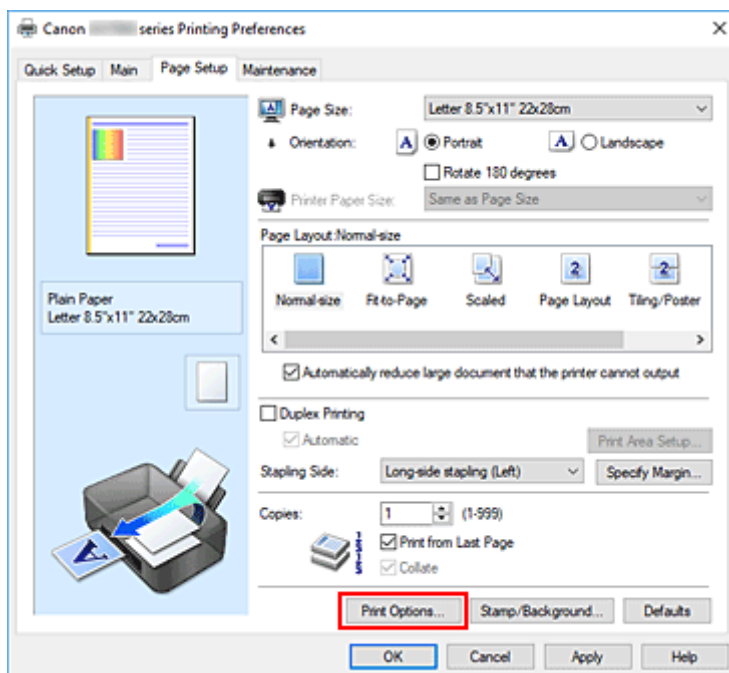 Canon series Printing Preferences
Quick Setup Main Page Setup Maintenance
Page Size: Letter 8.5"x11" 22x28cm
Orientation: A Portrait A Landscape
Rotate 180 degrees
Printer Paper Size: Same as Page Size
Page Layout:Normal-size
Normal-size Fit-to-Page Scaled Page Layout Tiling/Poster
Plain Paper
Letter 8.5"x11" 22x28cm
Automatically reduce large document that the printer cannot output
Duplex Printing
Automatic Print Area Setup...
Stapling Side: Long-side stapling (Left) Specify Margin...
Copies: 1 (1-999)
Print from Last Page
Collate
Print Options... Stamp/Background... Defaults
OK Cancel Apply Help